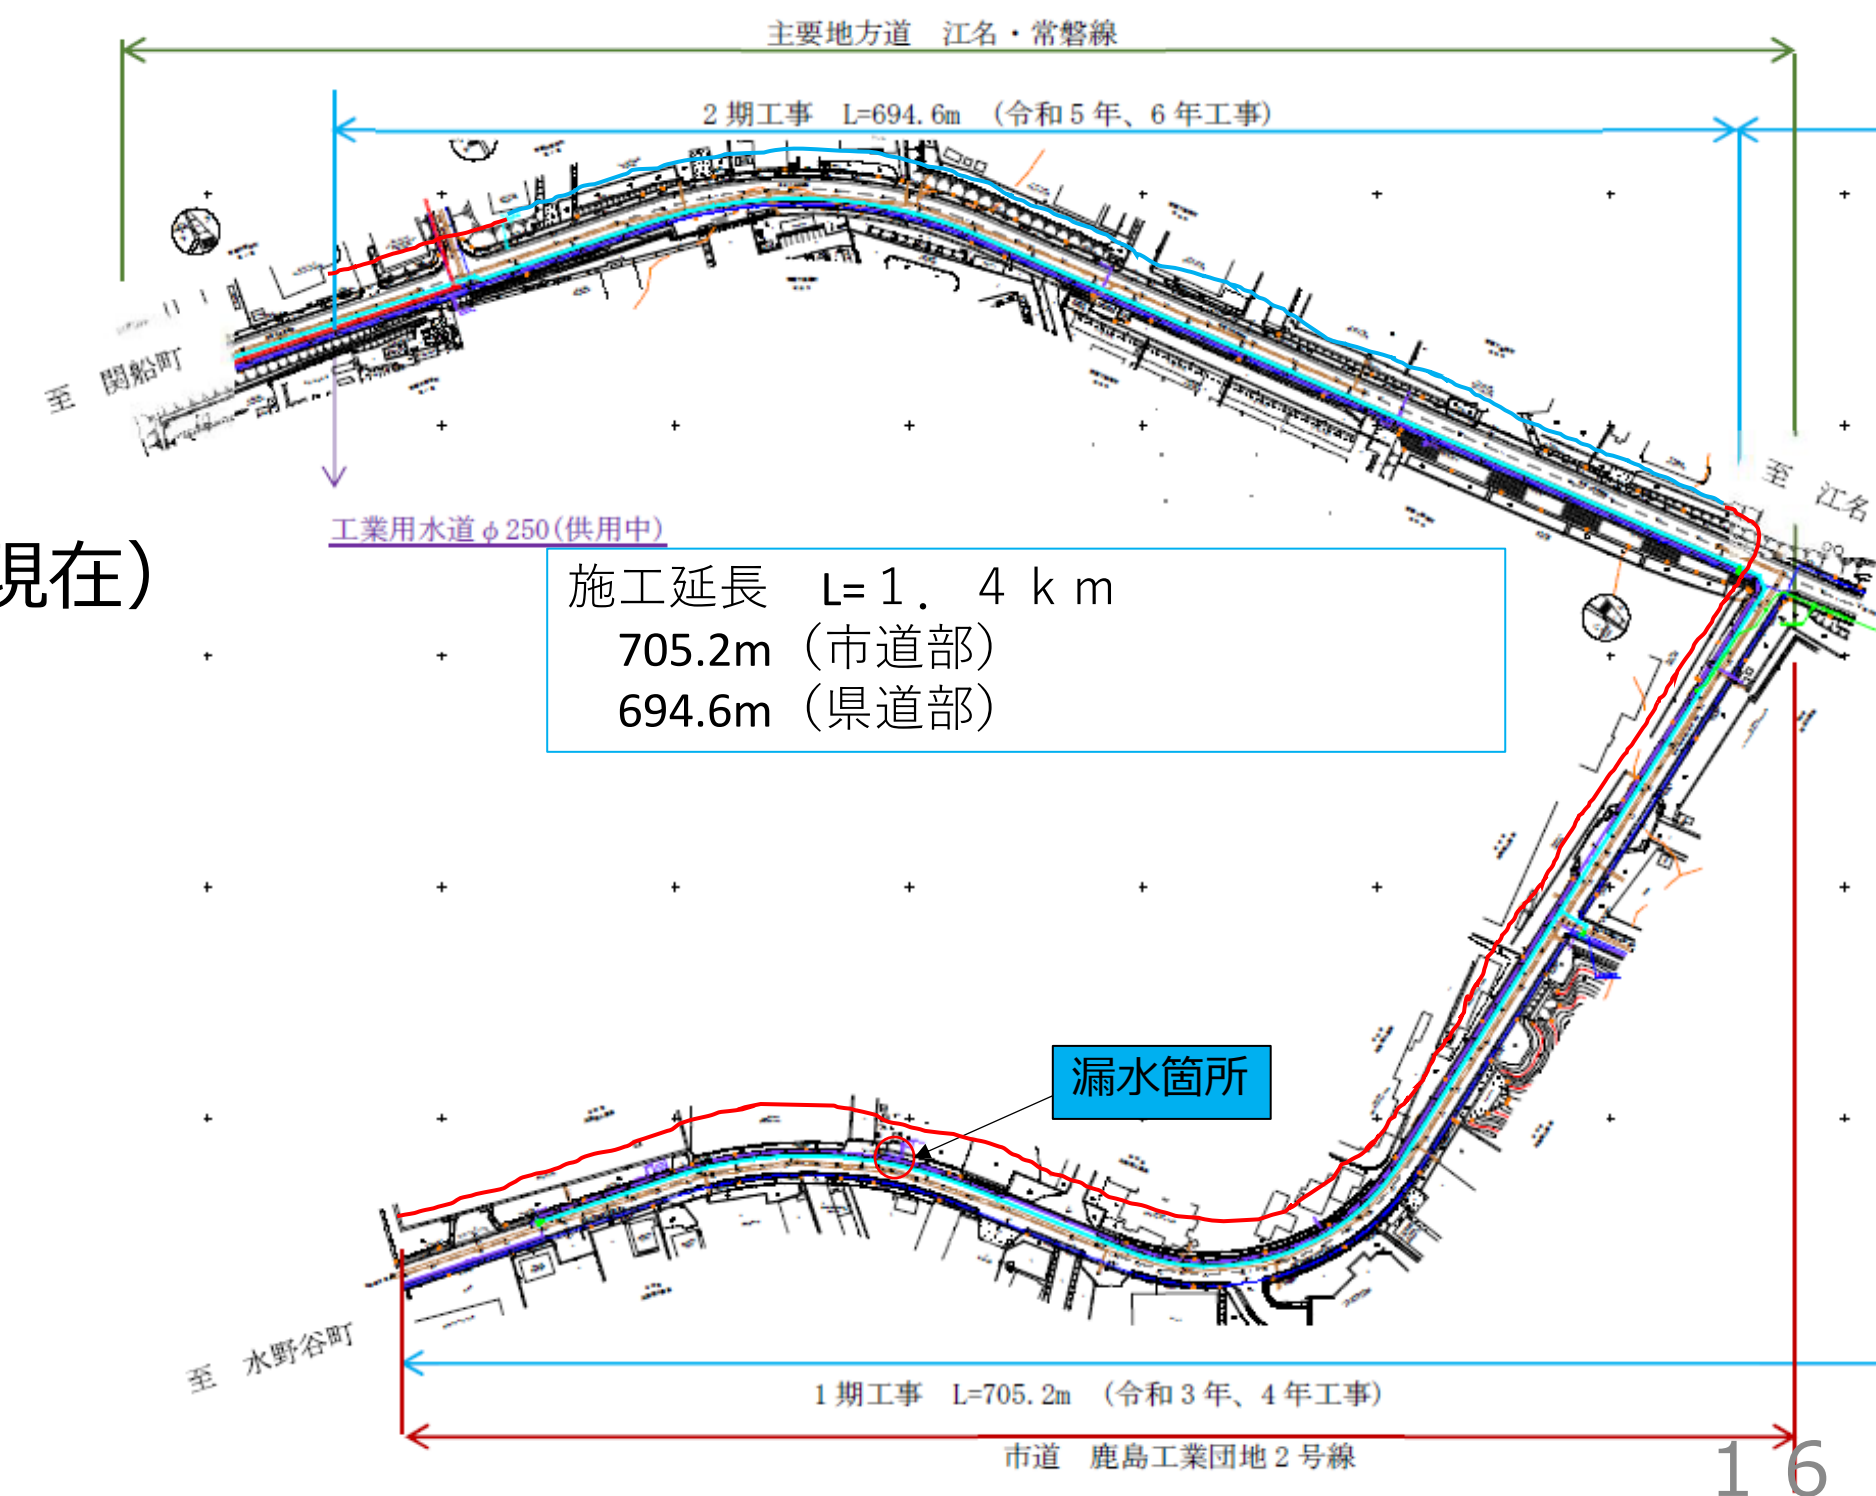 主要地方道　江名・常磐線
2期工事　L=694.6m　(令和5年、6年工事)
至　関船町
至　江名
工業用水道φ250(供用中)
現在）
施工延長　L=１．４ｋｍ
705.2m（市道部）
694.6m（県道部）
漏水箇所
至　水野谷町
1期工事　L=705.2m　(令和3年、4年工事)
市道　鹿島工業団地2号線
１６